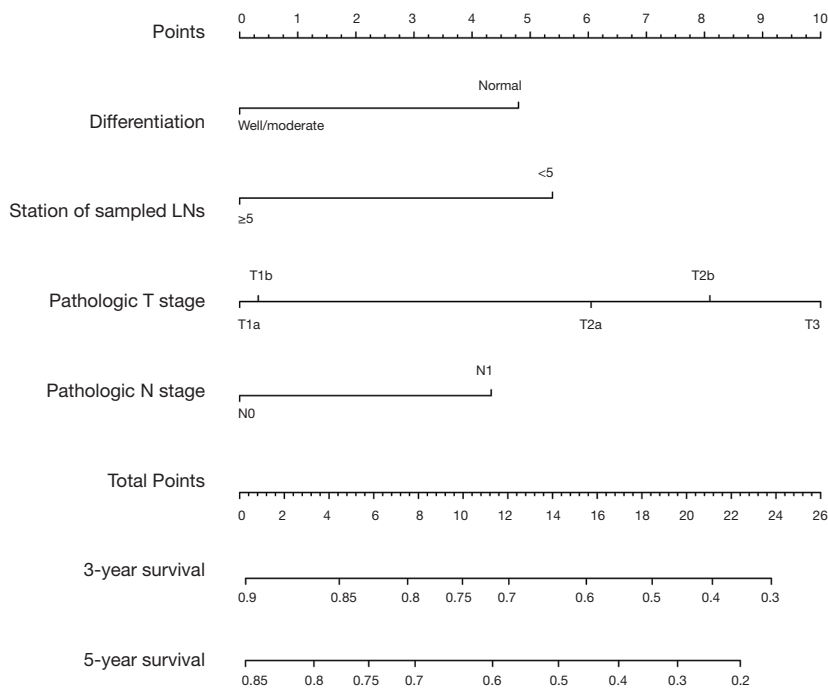 Points
0 1 2 3 4 5 6 7 8 9 10
Normal
Differentiation
Well/moderate
<5
Station of sampled LNs
≥5
T1b T2b
Pathologic T stage
T1a T2a T3
N1
Pathologic N stage
N0
Total Points
0 2 4 6 8 10 12 14 16 18 20 22 24 26
3-year survival
0.9 0.85 0.8 0.75 0.7 0.6 0.5 0.4 0.3
5-year survival
0.85 0.8 0.75 0.7 0.6 0.5 0.4 0.3 0.2